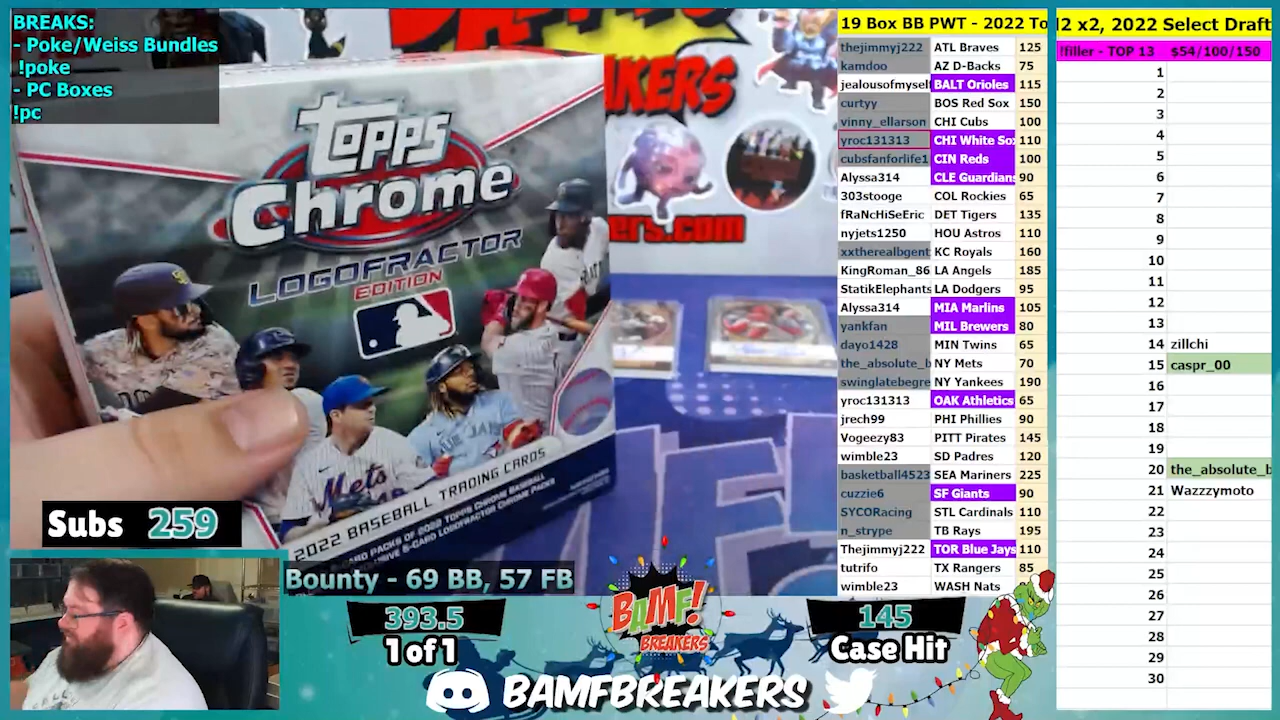 BREAKS:
- Poke/Weiss Bundles
!poke
- PC Boxes
!pc
KERS
ers.com
Topps
Chrome
LOGOFRACTOR
EDITION
Mets
2022 BASEBALL TRADING CARDS
Subs 259
Bounty - 69 BB, 57 FB
393.5
1 of 1
BAMF!
BREAKERS
145
Case Hit
BAMFBREAKERS
19 Box BB PWT - 2022 To
thejimmyj222 ATL Braves 125
kamdoo AZ D-Backs 75
jealousofmysel BALT Orioles 115
curtyy BOS Red Sox 150
vinny_ellarson CHI Cubs 100
yroc131313 CHI White Sox 110
cubsfanforlife1 CIN Reds 100
Alyssa314 CLE Guardians 90
303stooge COL Rockies 65
fRaNcHiSeEric DET Tigers 135
nyjets1250 HOU Astros 110
xxtherealbgent KC Royals 160
KingRoman_86 LA Angels 185
StatikElephants LA Dodgers 95
Alyssa314 MIA Marlins 105
yankfan MIL Brewers 80
dayo1428 MIN Twins 65
the_absolute_b NY Mets 70
swinglatebegre NY Yankees 190
yroc131313 OAK Athletics 65
jrech99 PHI Phillies 90
Vogeezy83 PITT Pirates 145
wimble23 SD Padres 120
basketball4523 SEA Mariners 225
cuzzie6 SF Giants 90
SYCORacing STL Cardinals 110
n_strype TB Rays 195
Thejimmyj222 TOR Blue Jays 110
tutrifo TX Rangers 85
wimble23 WASH Nats
2 x2, 2022 Select Draft
!filler - TOP 13 $54/100/150
1
2
3
4
5
6
7
8
9
10
11
12
13
14 zillchi
15 caspr_00
16
17
18
19
20 the_absolute_b
21 Wazzzymoto
22
23
24
25
26
27
28
29
30